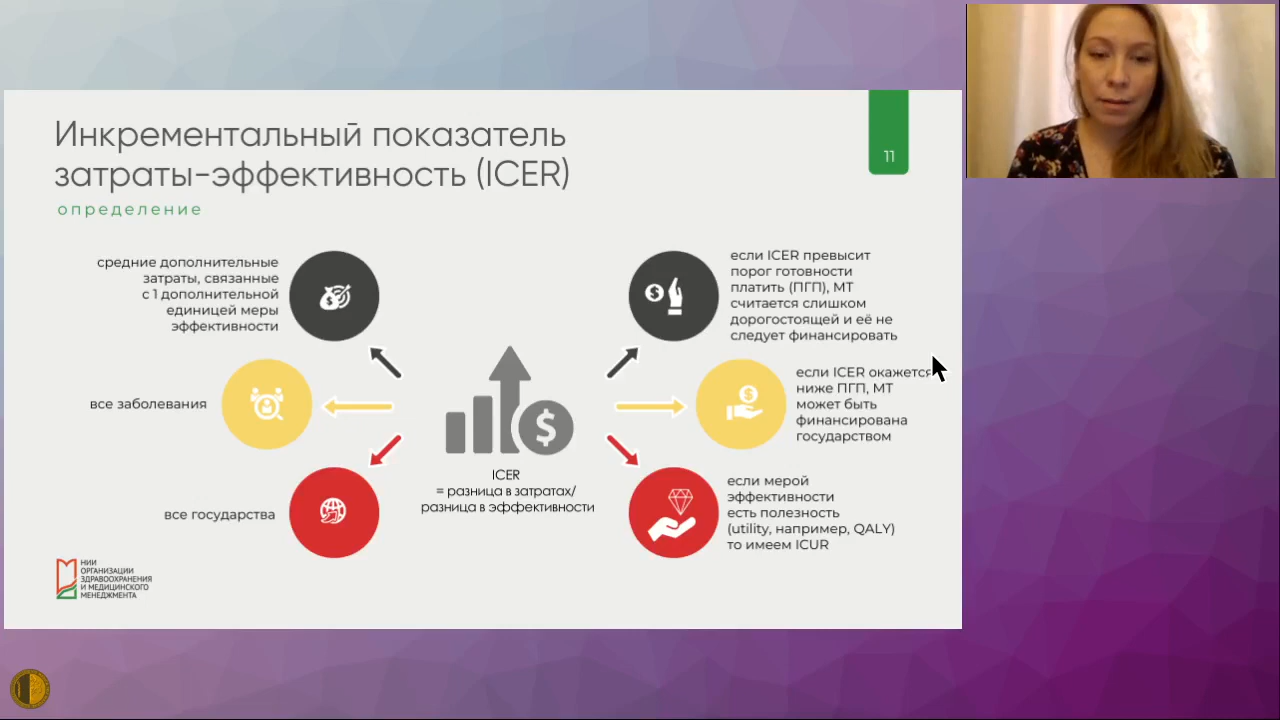 Инкрементальный показатель
затраты-эффективность (ICER)
определение
11
средние дополнительные
затраты, связанные
с 1 дополнительной
единицей меры
эффективности
все заболевания
все государства
ICER
= разница в затратах/
разница в эффективности
если ICER превысит
порог готовности
платить (ПГП), МТ
считается слишком
дорогостоящей и её не
следует финансировать
если ICER окажется
ниже ПГП, МТ
может быть
финансирована
государством
если мерой
эффективности
есть полезность
(utility, например, QALY)
то имеем ICUR
НИИ
ОРГАНИЗАЦИИ
ЗДРАВООХРАНЕНИЯ
И МЕДИЦИНСКОГО
МЕНЕДЖМЕНТА